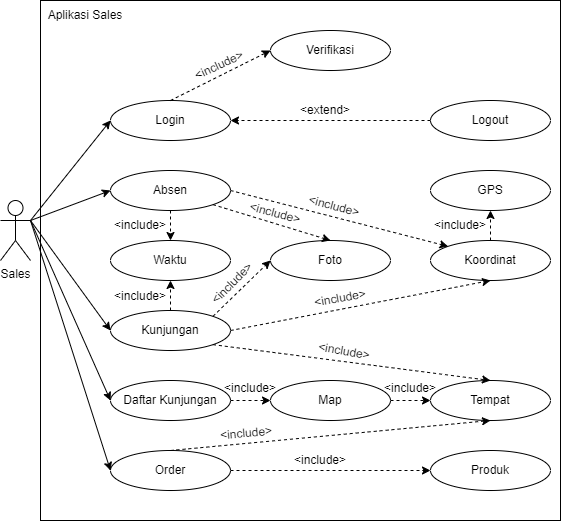 Aplikasi Sales
Verifikasi
<include>
Login
<extend>
Logout
Absen
<include>
GPS
<include>
<include>
<include>
Sales
Waktu
Foto
Koordinat
<include>
<include>
<include>
Kunjungan
<include>
Daftar Kunjungan
<include>
Map
<include>
Tempat
<include>
Order
<include>
Produk